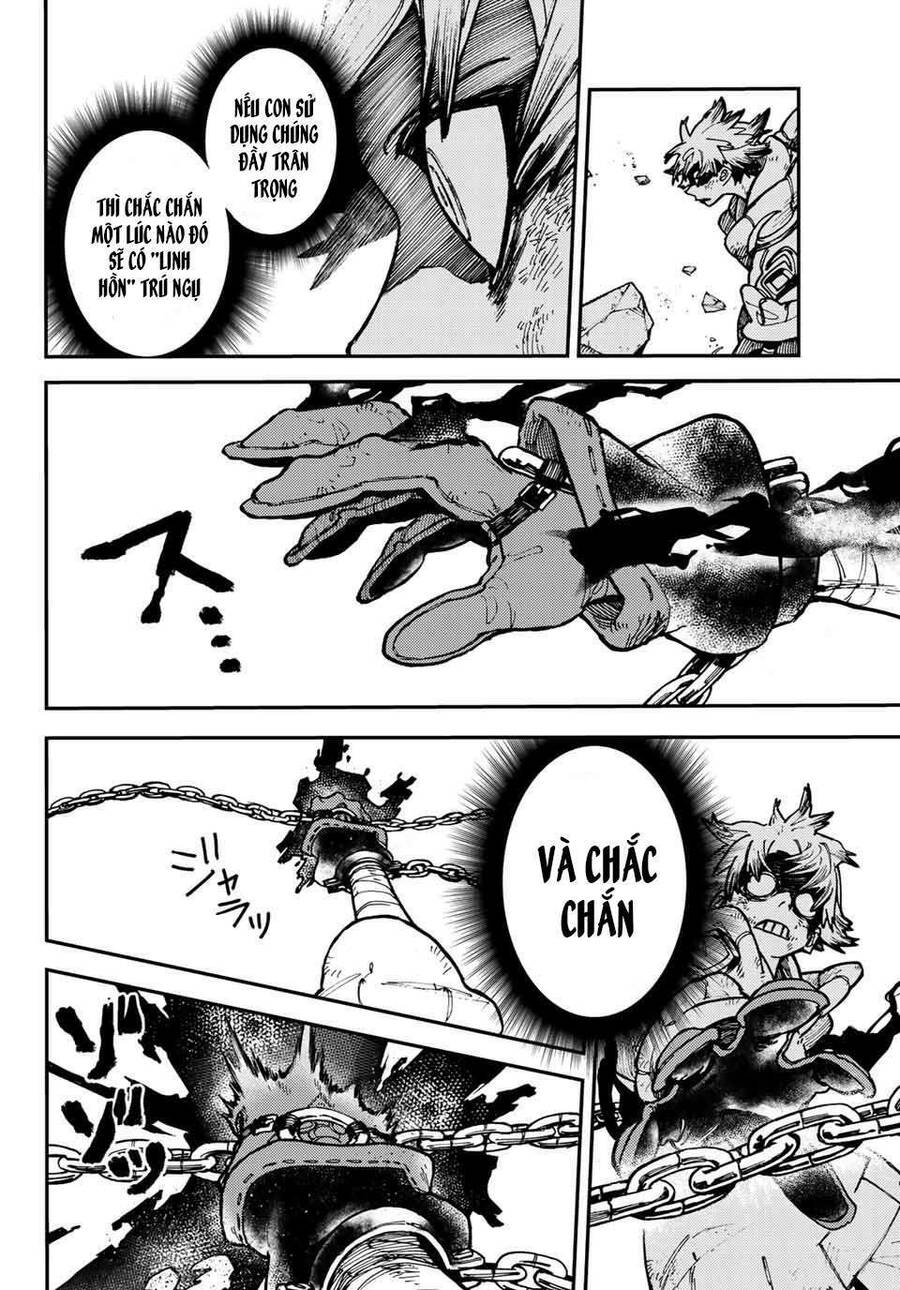 NẾU CON SỬ
DỤNG CHÚNG
ĐẦY TRÂN
TRỌNG
THÌ CHẮC CHẮN
MỘT LÚC NÀO ĐÓ
SẼ CÓ "LINH
HỒN" TRÚ NGỤ
ズ
VÀ CHẮC
CHẮN
ジャラッ